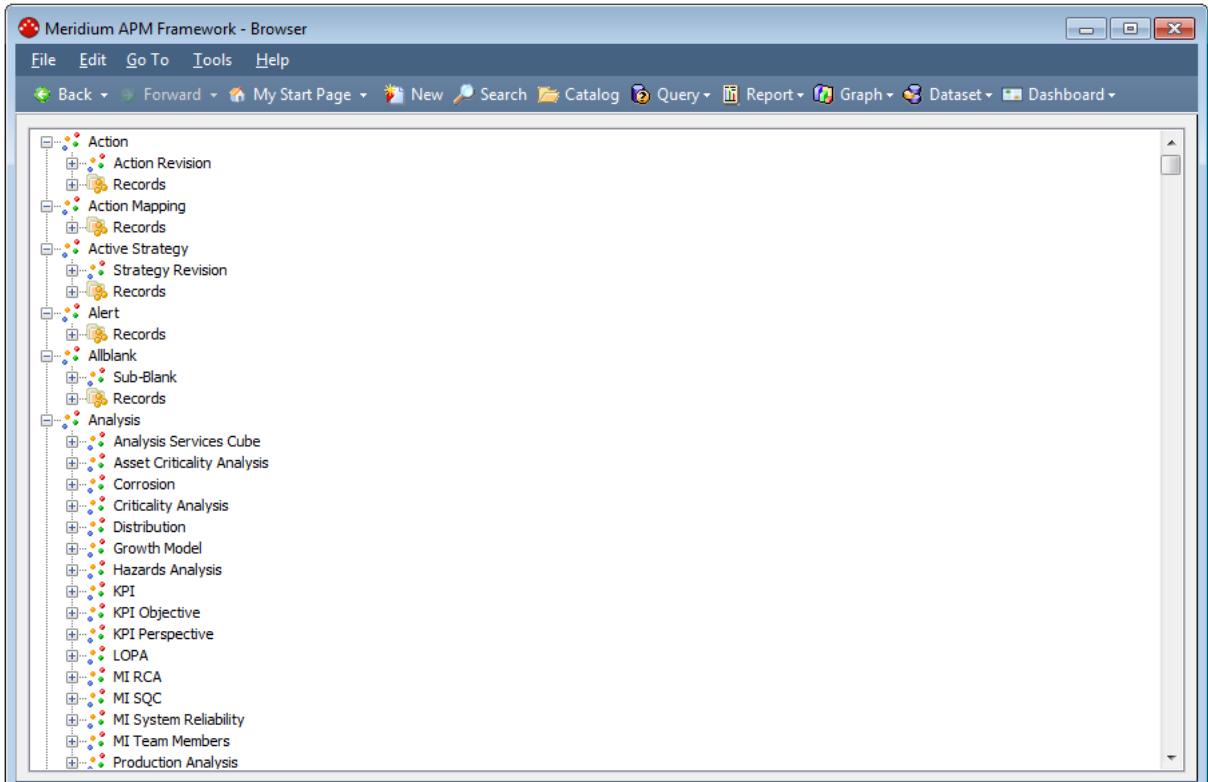 Meridium APM Framework - Browser
File Edit Go To Tools Help
Back Forward My Start Page New Search Catalog Query Report Graph Dataset Dashboard
Action
Action Revision
Records
Action Mapping
Records
Active Strategy
Strategy Revision
Records
Alert
Records
Allblank
Sub-Blank
Records
Analysis
Analysis Services Cube
Asset Criticality Analysis
Corrosion
Criticality Analysis
Distribution
Growth Model
Hazards Analysis
KPI
KPI Objective
KPI Perspective
LOPA
MI RCA
MI SQC
MI System Reliability
MI Team Members
Production Analysis